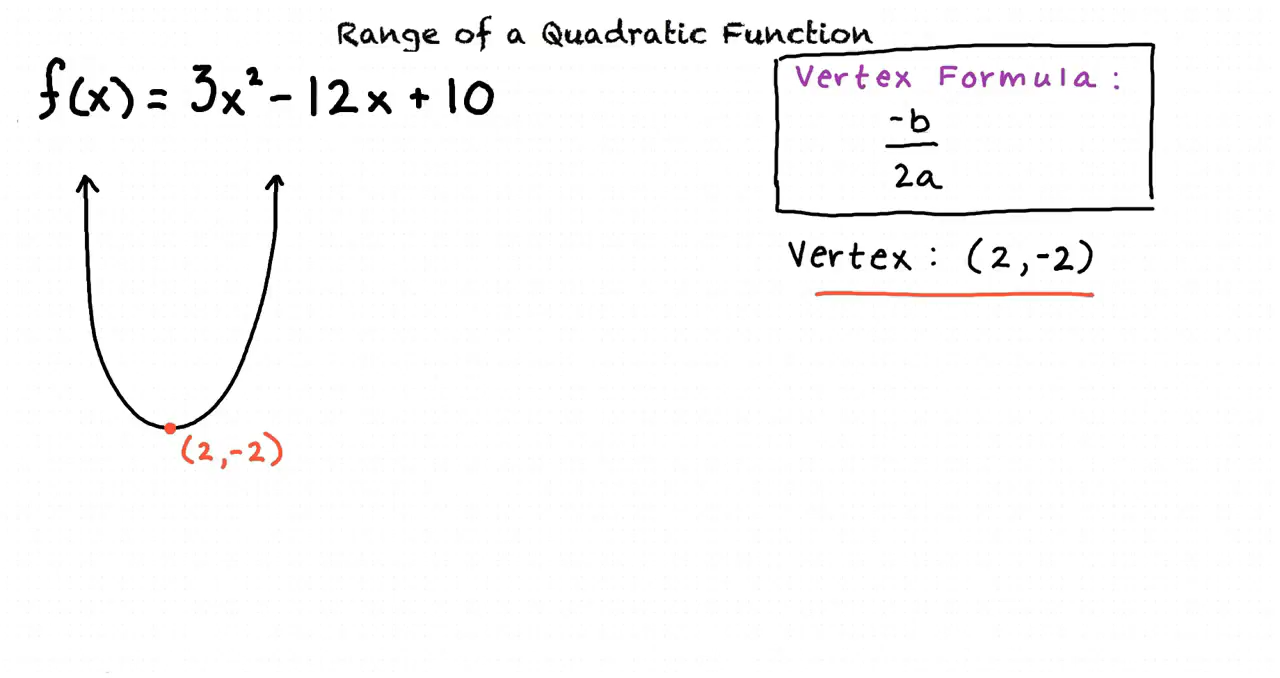 Range of a Quadratic Function
f(x) = 3x² - 12x + 10
Vertex Formula:
-b
2a
Vertex: (2,-2)
(2,-2)